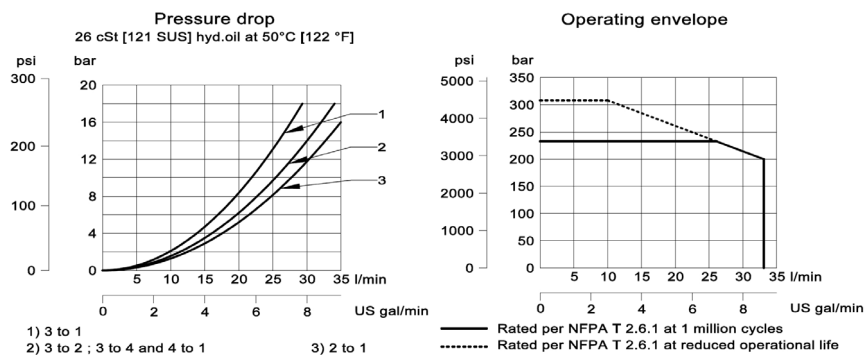 Pressure drop
26 cSt [121 SUS] hyd.oil at 50°C [122 °F]
psi
bar
300
200
100
0
20
16
12
8
4
0
1
2
3
5 10 15 20 25 30 35 l/min
0 2 4 6 8 US gal/min
1) 3 to 1
2) 3 to 2 ; 3 to 4 and 4 to 1
3) 2 to 1
Operating envelope
psi
bar
5000
4000
3000
2000
4000
0
350
300
250
200
150
100
50
0
5 10 15 20 25 30 35 l/min
0 2 4 6 8 US gal/min
Rated per NFPA T 2.6.1 at 1 million cycles
Rated per NFPA T 2.6.1 at reduced operational life